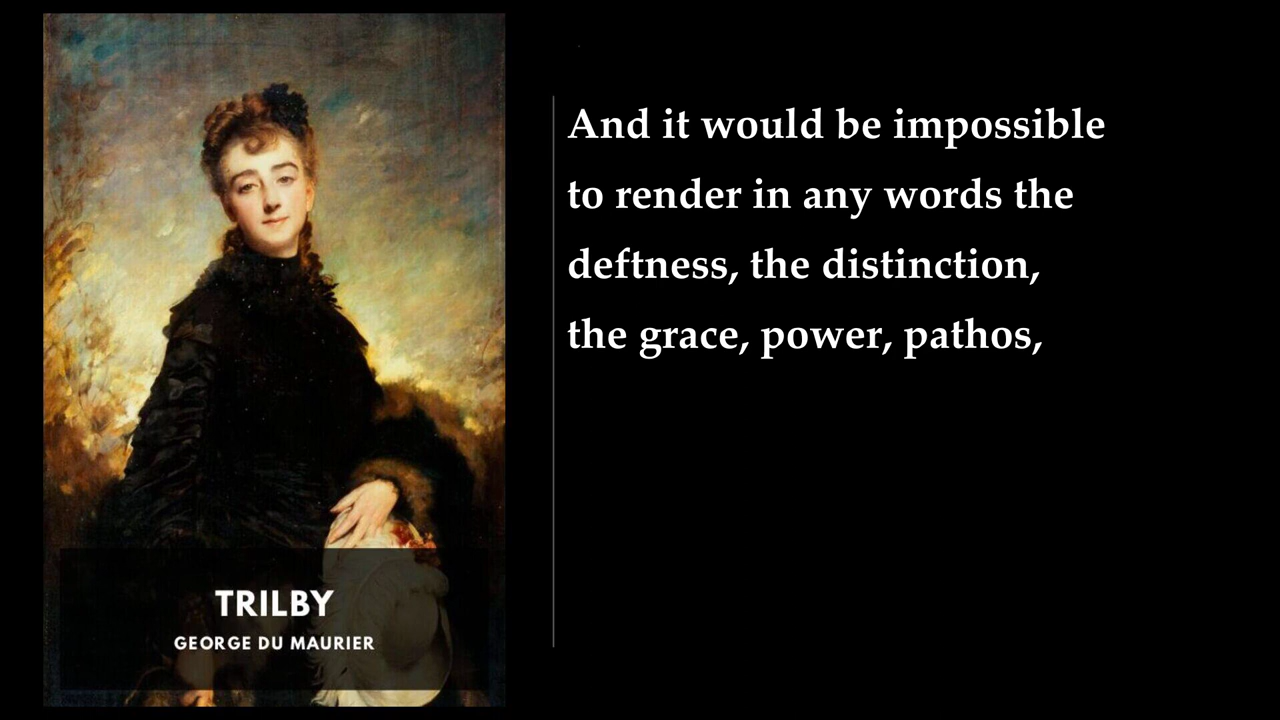 TRILBY
GEORGE DU MAURIER
And it would be impossible
to render in any words the
deftness, the distinction,
the grace, power, pathos,